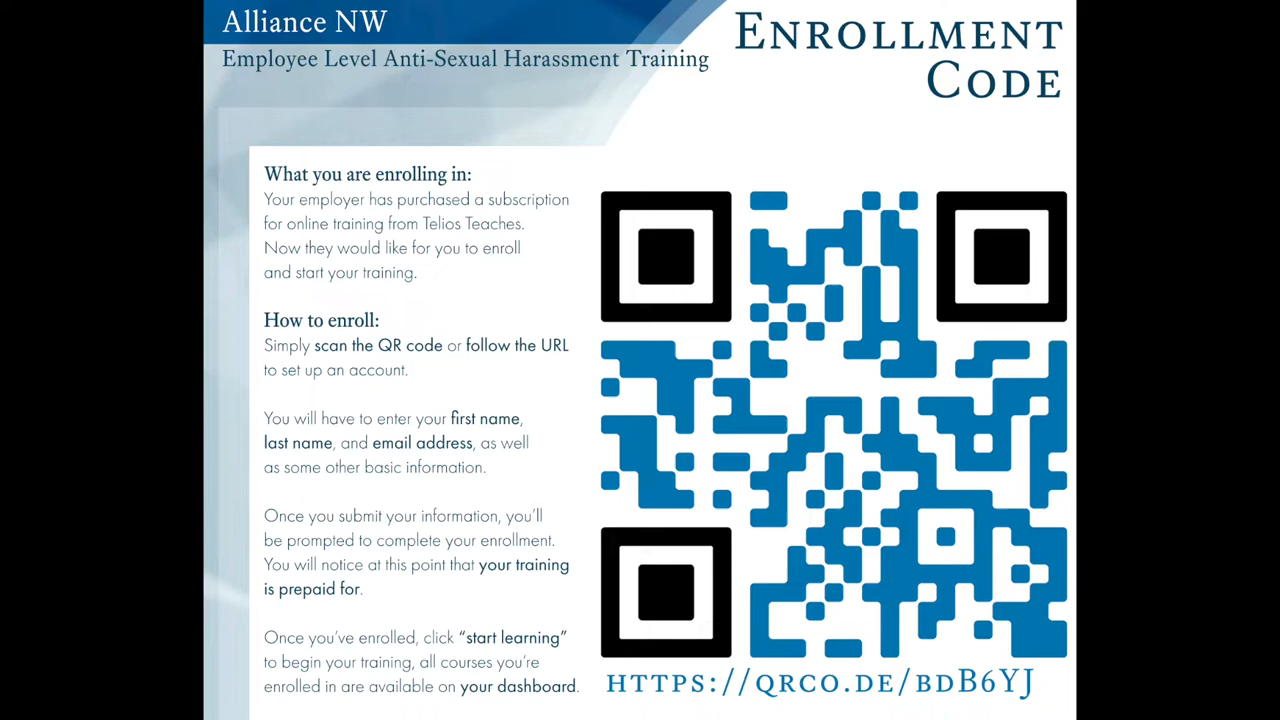 Alliance NW
Employee Level Anti-Sexual Harassment Training
ENROLLMENT
CODE
What you are enrolling in:
Your employer has purchased a subscription
for online training from Telios Teaches.
Now they would like for you to enroll
and start your training.
How to enroll:
Simply scan the QR code or follow the URL
to set up an account.
You will have to enter your first name,
last name, and email address, as well
as some other basic information.
Once you submit your information, you’ll
be prompted to complete your enrollment.
You will notice at this point that your training
is prepaid for.
Once you’ve enrolled, click “start learning”
to begin your training, all courses you’re
enrolled in are available on your dashboard.
HTTPS://QRCO.DE/BDB6YJ